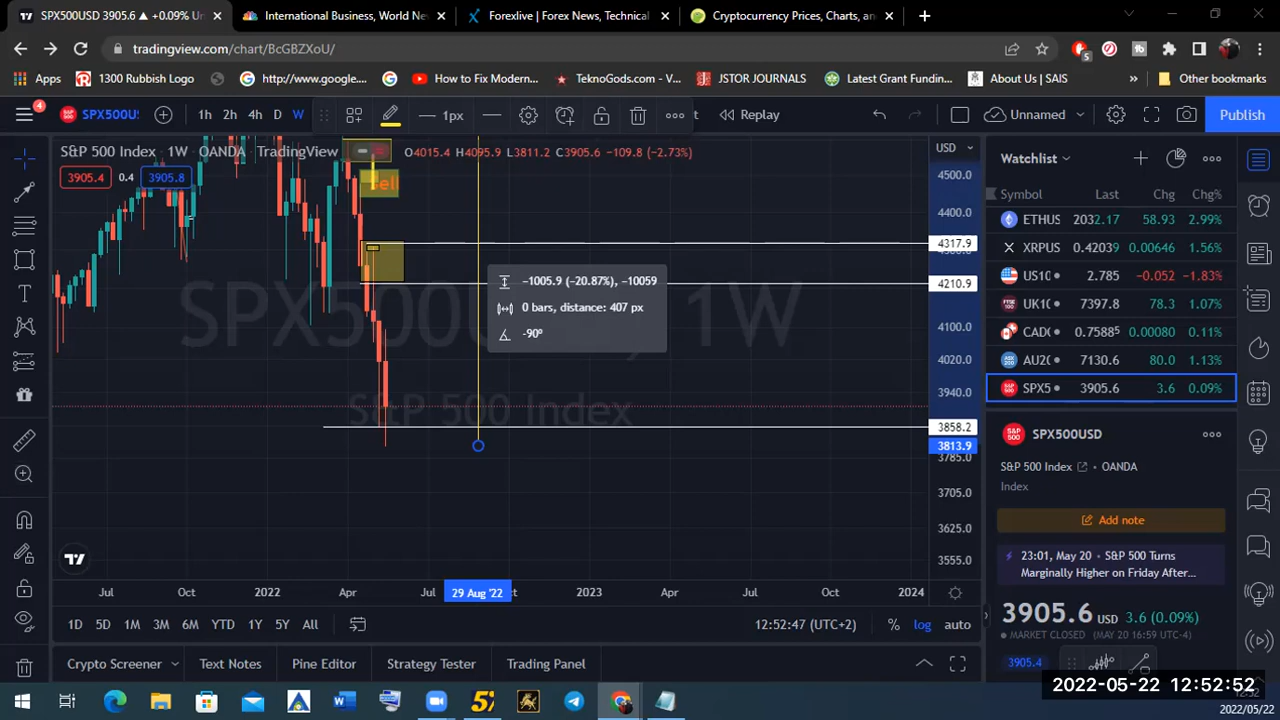 SPX500USD 3905.6 ▲ +0.09% Un
International Business, World Ne
Forexlive | Forex News, Technical
Cryptocurrency Prices, Charts, an
tradingview.com/chart/BcGBZXoU/
5
Apps
1300 Rubbish Logo
http://www.google....
How to Fix Modern...
TeknoGods.com - V...
JSTOR JOURNALS
Latest Grant Fundin...
About Us | SAIS
»
Other bookmarks
4
SPX500US
1h 2h 4h D W
1px
Replay
Unnamed
Publish
S&P 500 Index · 1W · OANDA · TradingView
O4015.4 H4095.9 L3811.2 C3905.6 −109.8 (−2.73%)
3905.4 0.4 3905.8
Sell
USD
4500.0
4400.0
4317.9
4210.9
4100.0
4020.0
3940.0
3858.2
3813.9
3785.0
3705.0
3625.0
3555.0
SPX500USD, 1W
S&P 500 Index
−1005.9 (−20.87%), −10059
0 bars, distance: 407 px
-90º
Jul Oct 2022 Apr Jul 29 Aug '22 2023 Apr Jul Oct 2024
1D 5D 1M 3M 6M YTD 1Y 5Y All
12:52:47 (UTC+2)
% log auto
Crypto Screener
Text Notes
Pine Editor
Strategy Tester
Trading Panel
Watchlist
Symbol Last Chg Chg%
ETHUS 2032.17 58.93 2.99%
XRPUS 0.42039 0.00646 1.56%
US10 2.785 −0.052 −1.83%
UK10 7397.8 78.3 1.07%
CAD 0.75885 0.00080 0.11%
AU20 7130.6 80.0 1.13%
SPX5 3905.6 3.6 0.09%
SPX500USD
S&P 500 Index
OANDA
Index
Add note
23:01, May 20 · S&P 500 Turns
Marginally Higher on Friday After...
3905.6 USD 3.6 (0.09%)
MARKET CLOSED (MAY 20 16:59 UTC-4)
3905.4
2022-05-22 12:52:52
2022/05/22